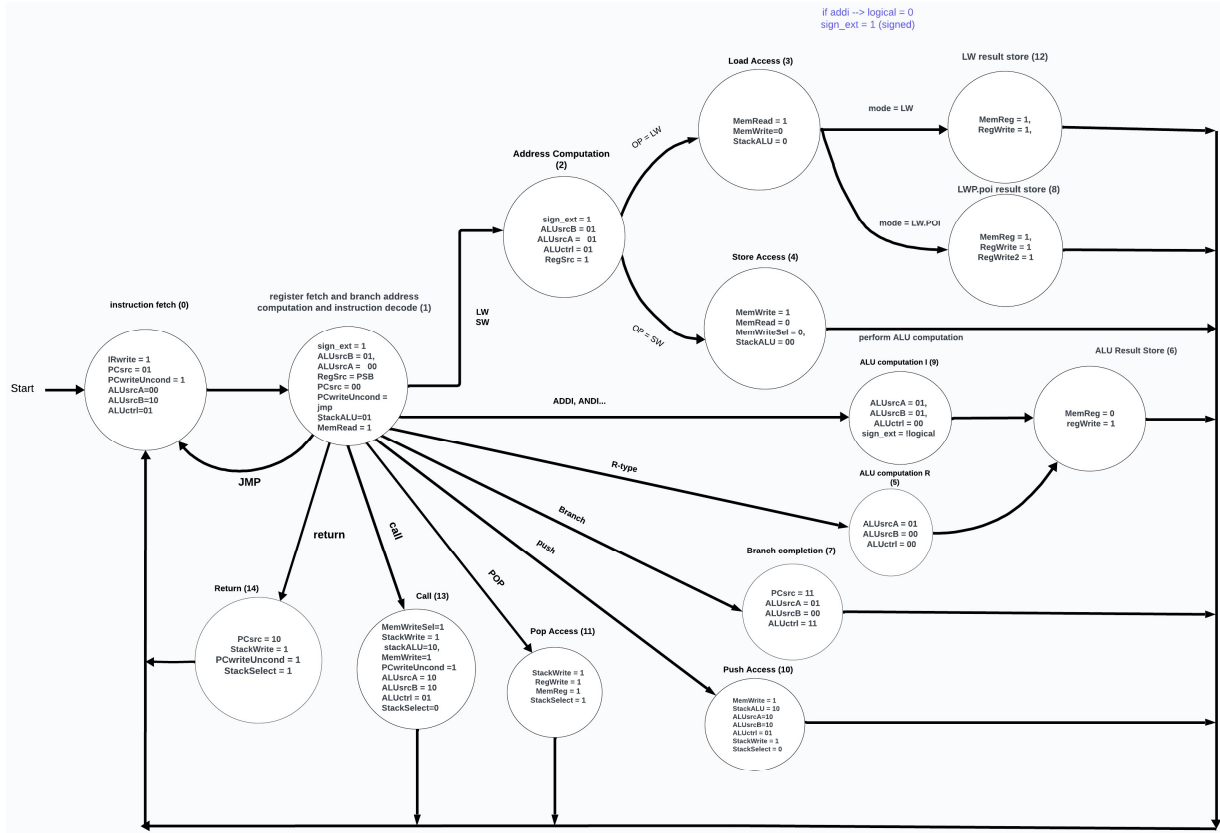 if addi --> logical = 0
sign_ext = 1 (signed)
Load Access (3)
MemRead = 1
MemWrite=0
StackALU = 0
mode = LW
LW result store (12)
MemReg = 1,
RegWrite = 1,
OP = LW
Address Computation
(2)
sign_ext = 1
ALUsrcB = 01
ALUsrcA = 01
ALUctrl = 01
RegSrc = 1
LWP.poi result store (8)
mode = LW.POI
MemReg = 1,
RegWrite = 1
RegWrite2 = 1
Store Access (4)
MemWrite = 1
MemRead = 0
MemWriteSel = 0,
StackALU = 00
OP = SW
LW
SW
instruction fetch (0)
IRwrite = 1
PCsrc = 01
PCwriteUncond = 1
ALUsrcA=00
ALUsrcB=10
ALUctrl=01
Start
register fetch and branch address
computation and instruction decode (1)
sign_ext = 1
ALUsrcB = 01,
ALUsrcA = 00
RegSrc = PSB
PCsrc = 00
PCwriteUncond =
jmp
StackALU=01
MemRead = 1
JMP
perform ALU computation
ALU computation I (9)
ALUsrcA = 01,
ALUsrcB = 01,
ALUctrl = 00
sign_ext = !logical
ADDI, ANDI...
ALU Result Store (6)
MemReg = 0
regWrite = 1
R-type
ALU computation R
(5)
ALUsrcA = 01
ALUsrcB = 00
ALUctrl = 00
Branch
Branch completion (7)
PCsrc = 11
ALUsrcA = 01
ALUsrcB = 00
ALUctrl = 11
push
Push Access (10)
MemWrite = 1
StackALU = 10
ALUsrcA=10
ALUsrcB=10
ALUctrl = 01
StackWrite = 1
StackSelect = 0
POP
Pop Access (11)
StackWrite = 1
RegWrite = 1
MemReg = 1
StackSelect = 1
call
Call (13)
MemWriteSel=1
StackWrite = 1
stackALU=10,
MemWrite=1
PCwriteUncond =1
ALUsrcA = 10
ALUsrcB = 10
ALUctrl = 01
StackSelect=0
return
Return (14)
PCsrc = 10
StackWrite = 1
PCwriteUncond = 1
StackSelect = 1